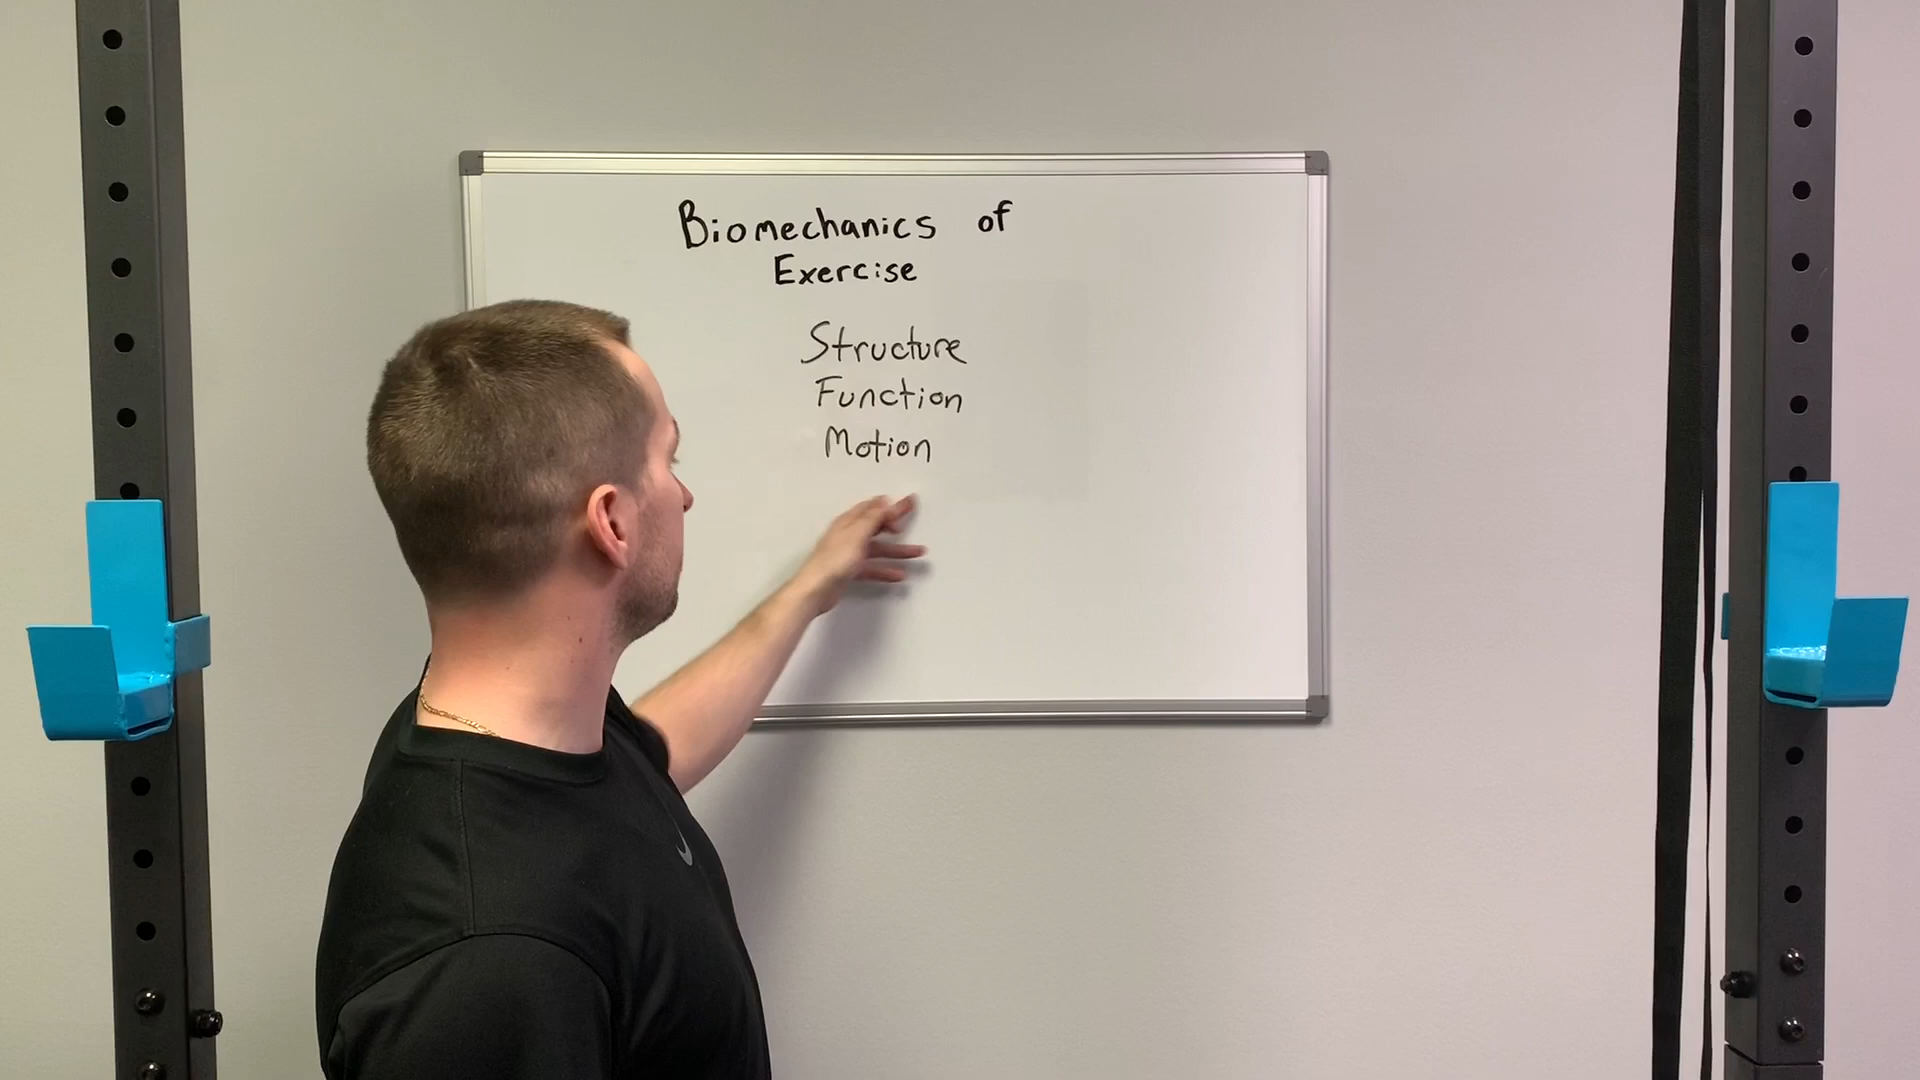 Biomechanics of
Exercise
Structure
Function
Motion